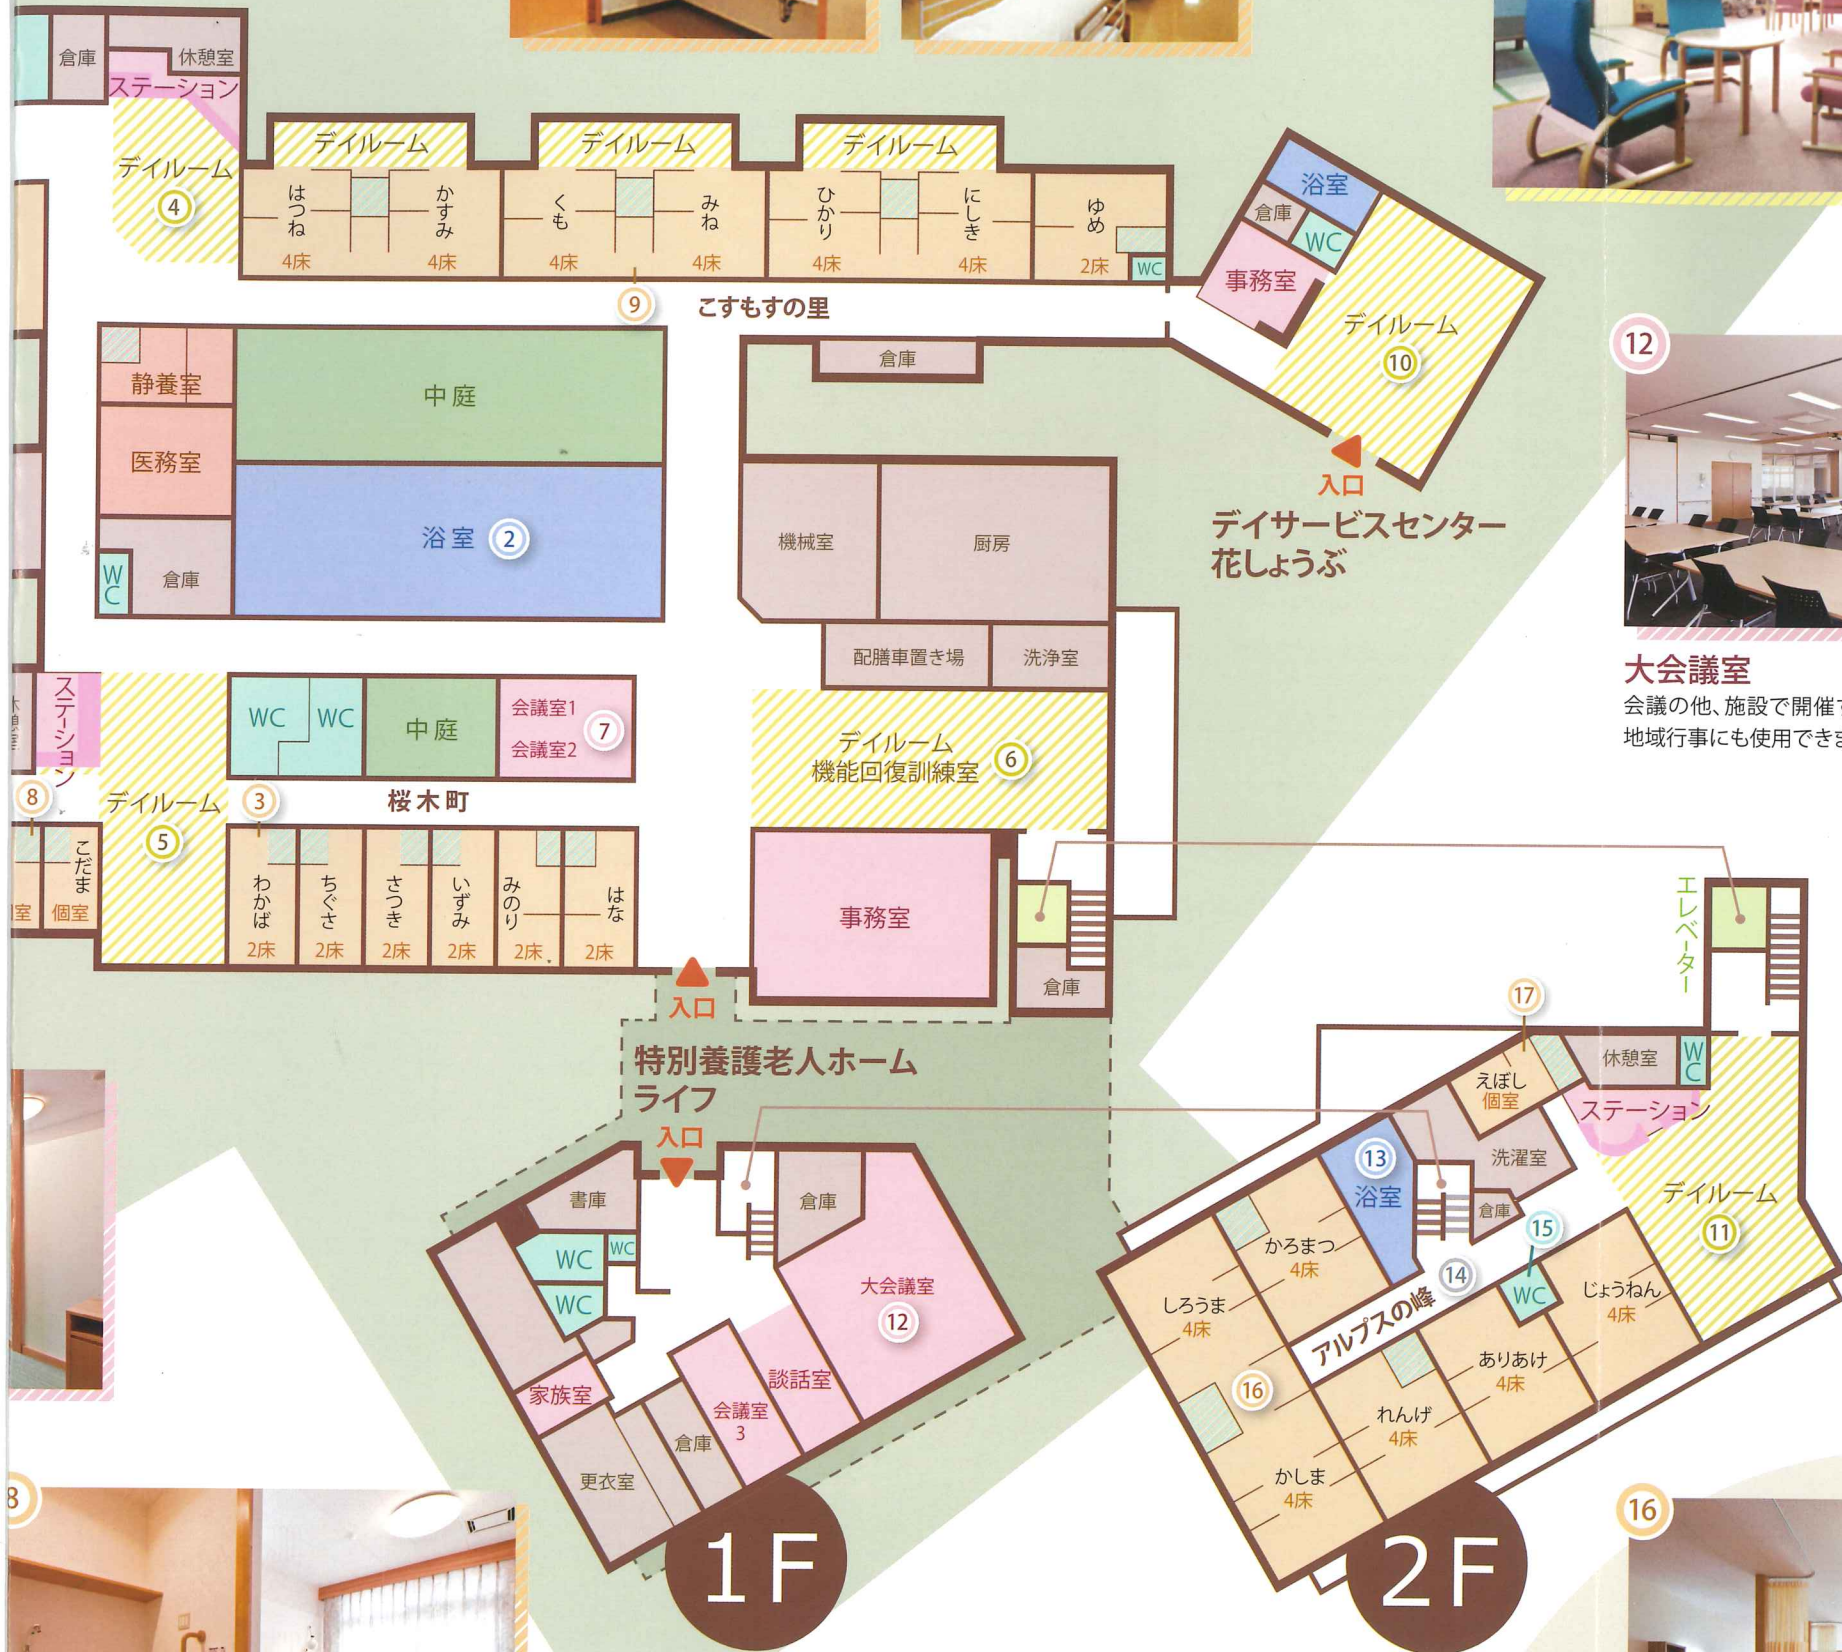 倉庫
休憩室
ステーション
デイルーム
4
デイルーム
デイルーム
デイルーム
はつね
4床
かすみ
4床
くも
4床
みね
4床
ひかり
4床
にしき
4床
ゆめ
2床
WC
9
こすもすの里
浴室
倉庫
WC
事務室
デイルーム
10
入口
デイサービスセンター
花しょうぶ
静養室
医務室
WC
倉庫
中庭
浴室 2
倉庫
機械室
厨房
配膳車置き場
洗浄室
デイルーム
機能回復訓練室
6
12
大会議室
会議の他、施設で開催
地域行事にも使用でき
ステーション
デイルーム
5
WC
WC
中庭
会議室1
会議室2
7
8
3
桜木町
こだま
個室
室
わかば
2床
ちぐさ
2床
さつき
2床
いずみ
2床
みのり
2床
はな
2床
事務室
倉庫
入口
特別養護老人ホーム
ライフ
入口
書庫
WC
WC
WC
倉庫
大会議室
12
談話室
会議室
3
家族室
倉庫
更衣室
1F
エレベーター
17
えぼし
個室
休憩室
WC
ステーション
デイルーム
11
洗濯室
13
浴室
倉庫
15
WC
14
アルプスの峰
かろまつ
4床
しろうま
4床
16
かしま
4床
れんげ
4床
ありあけ
4床
じょうねん
4床
2F
8
16